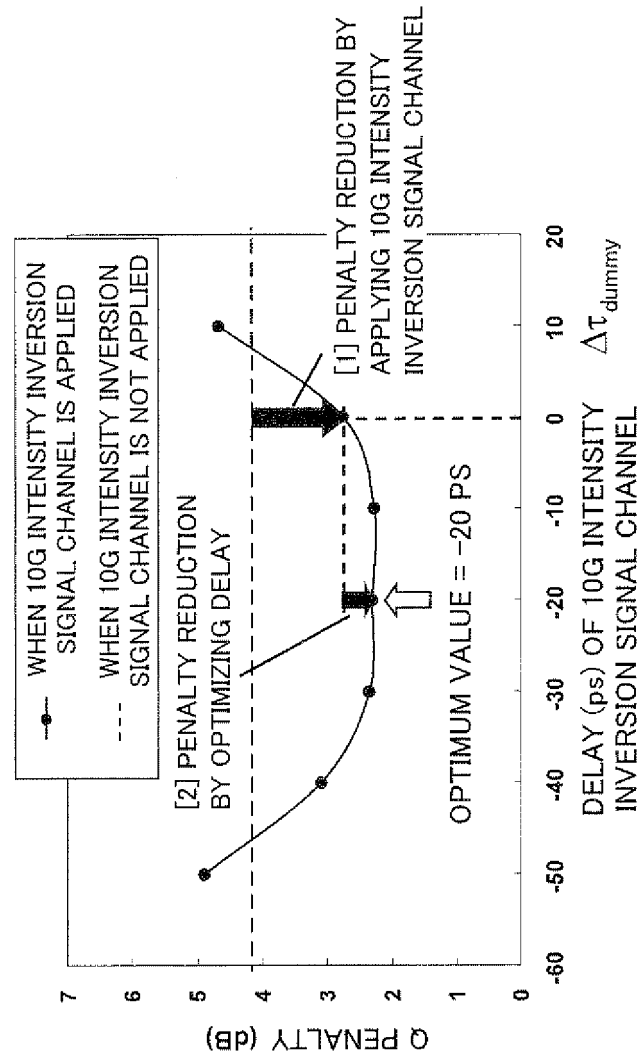 WHEN 10G INTENSITY INVERSION
SIGNAL CHANNEL IS APPLIED
WHEN 10G INTENSITY INVERSION
SIGNAL CHANNEL IS NOT APPLIED
Q PENALTY (dB)
7
6
5
4
3
2
1
0
[2] PENALTY REDUCTION
BY OPTIMIZING DELAY
[1] PENALTY REDUCTION BY
APPLYING 10G INTENSITY
INVERSION SIGNAL CHANNEL
OPTIMUM VALUE = -20 PS
-60 -50 -40 -30 -20 -10 0 10 20
DELAY (ps) OF 10G INTENSITY Δτdummy
INVERSION SIGNAL CHANNEL